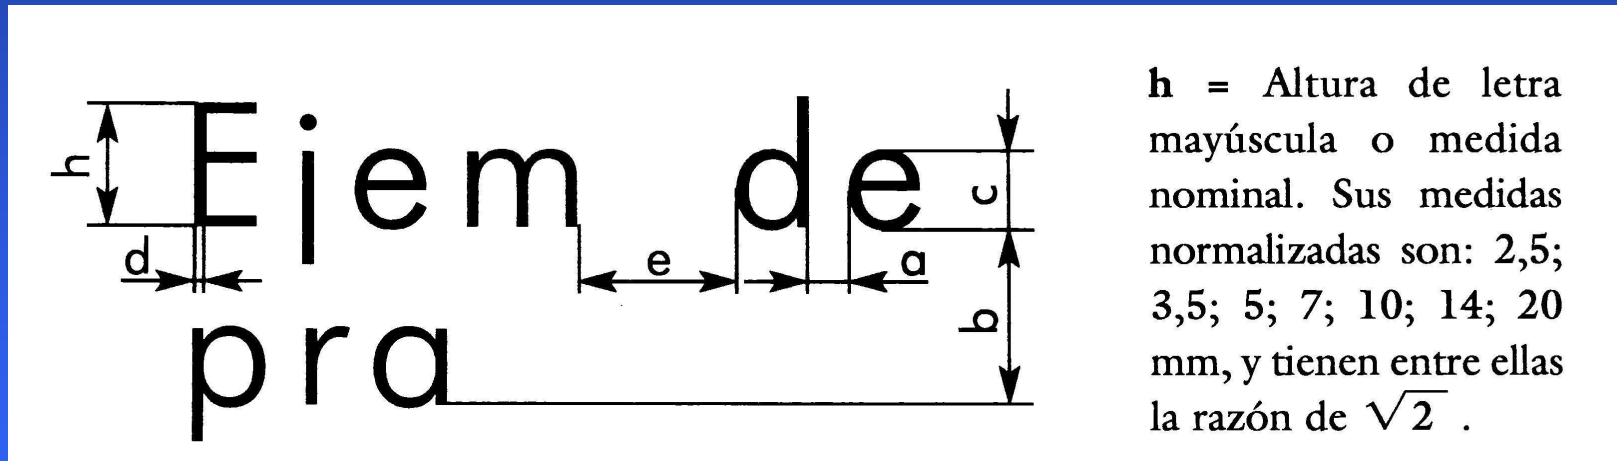 h
Ejem de
c
d
e
a
b
pra
h = Altura de letra
mayúscula o medida
nominal. Sus medidas
normalizadas son: 2,5;
3,5; 5; 7; 10; 14; 20
mm, y tienen entre ellas
la razón de √2 .